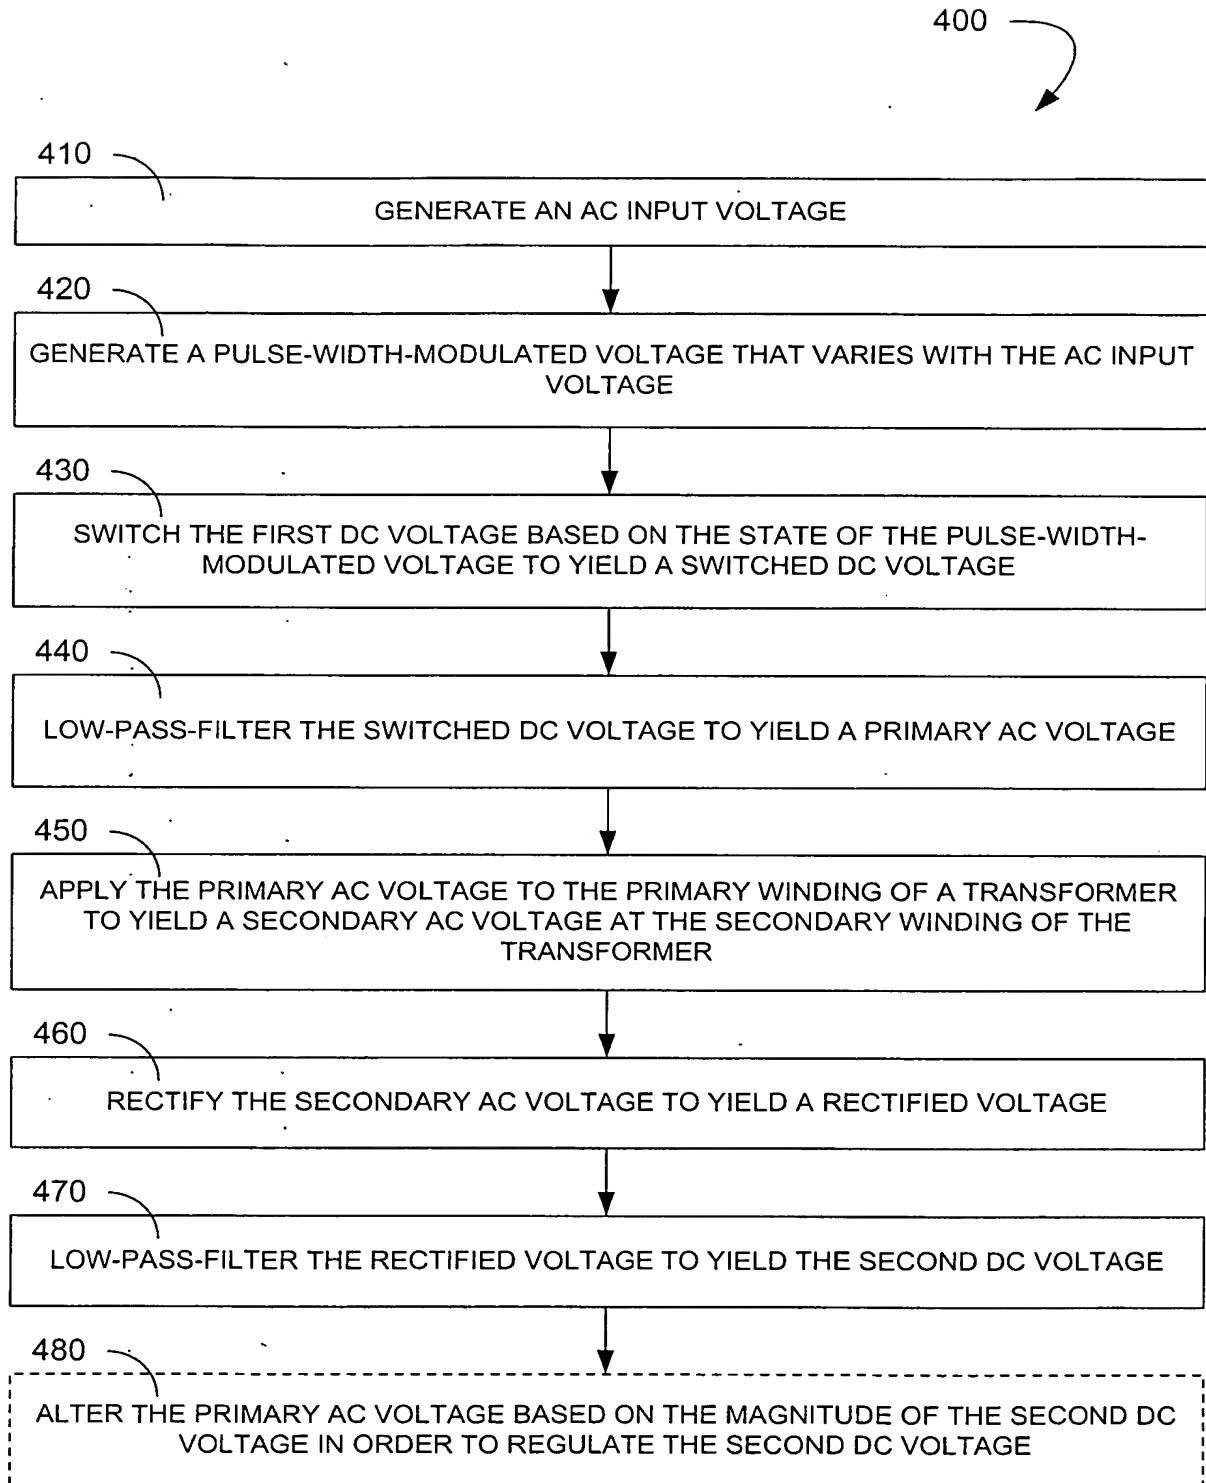 400
410
GENERATE AN AC INPUT VOLTAGE
420
GENERATE A PULSE-WIDTH-MODULATED VOLTAGE THAT VARIES WITH THE AC INPUT
VOLTAGE
430
SWITCH THE FIRST DC VOLTAGE BASED ON THE STATE OF THE PULSE-WIDTH-
MODULATED VOLTAGE TO YIELD A SWITCHED DC VOLTAGE
440
LOW-PASS-FILTER THE SWITCHED DC VOLTAGE TO YIELD A PRIMARY AC VOLTAGE
450
APPLY THE PRIMARY AC VOLTAGE TO THE PRIMARY WINDING OF A TRANSFORMER
TO YIELD A SECONDARY AC VOLTAGE AT THE SECONDARY WINDING OF THE
TRANSFORMER
460
RECTIFY THE SECONDARY AC VOLTAGE TO YIELD A RECTIFIED VOLTAGE
470
LOW-PASS-FILTER THE RECTIFIED VOLTAGE TO YIELD THE SECOND DC VOLTAGE
480
ALTER THE PRIMARY AC VOLTAGE BASED ON THE MAGNITUDE OF THE SECOND DC
VOLTAGE IN ORDER TO REGULATE THE SECOND DC VOLTAGE